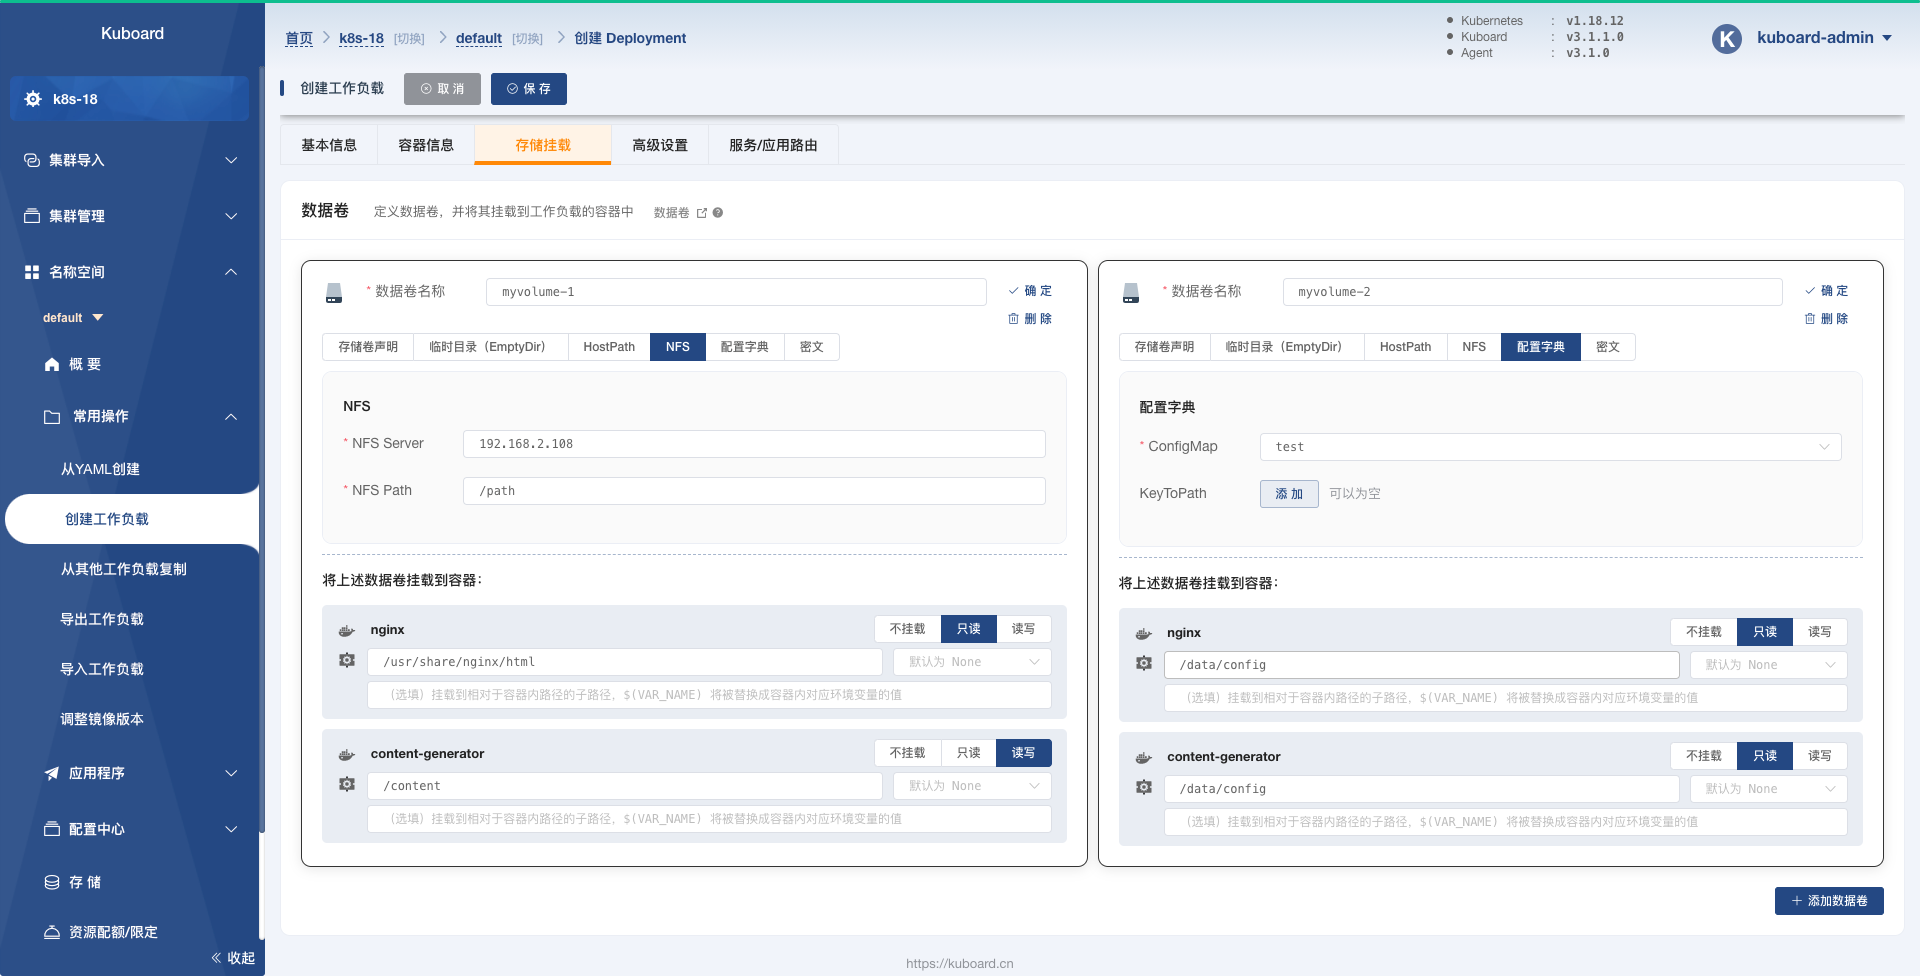 Kuboard
k8s-18
集群导入
集群管理
名称空间
default
概 要
常用操作
从YAML创建
创建工作负载
从其他工作负载复制
导出工作负载
导入工作负载
调整镜像版本
应用程序
配置中心
存 储
资源配额/限定
收起
首页 k8s-18 [切换] default [切换] 创建 Deployment
Kubernetes : v1.18.12
Kuboard : v3.1.1.0
Agent : v3.1.0
K kuboard-admin
创建工作负载 取 消 保 存
基本信息 容器信息 存储挂载 高级设置 服务/应用路由
数据卷 定义数据卷，并将其挂载到工作负载的容器中 数据卷
* 数据卷名称 myvolume-1 确 定
删 除
存储卷声明 临时目录（EmptyDir） HostPath NFS 配置字典 密文
NFS
* NFS Server 192.168.2.108
* NFS Path /path
将上述数据卷挂载到容器：
nginx 不挂载 只读 读写
/usr/share/nginx/html 默认为 None
（选填）挂载到相对于容器内路径的子路径，$(VAR_NAME) 将被替换成容器内对应环境变量的值
content-generator 不挂载 只读 读写
/content 默认为 None
（选填）挂载到相对于容器内路径的子路径，$(VAR_NAME) 将被替换成容器内对应环境变量的值
* 数据卷名称 myvolume-2 确 定
删 除
存储卷声明 临时目录（EmptyDir） HostPath NFS 配置字典 密文
配置字典
* ConfigMap test
KeyToPath 添 加 可以为空
将上述数据卷挂载到容器：
nginx 不挂载 只读 读写
/data/config 默认为 None
（选填）挂载到相对于容器内路径的子路径，$(VAR_NAME) 将被替换成容器内对应环境变量的值
content-generator 不挂载 只读 读写
/data/config 默认为 None
（选填）挂载到相对于容器内路径的子路径，$(VAR_NAME) 将被替换成容器内对应环境变量的值
添加数据卷
https://kuboard.cn